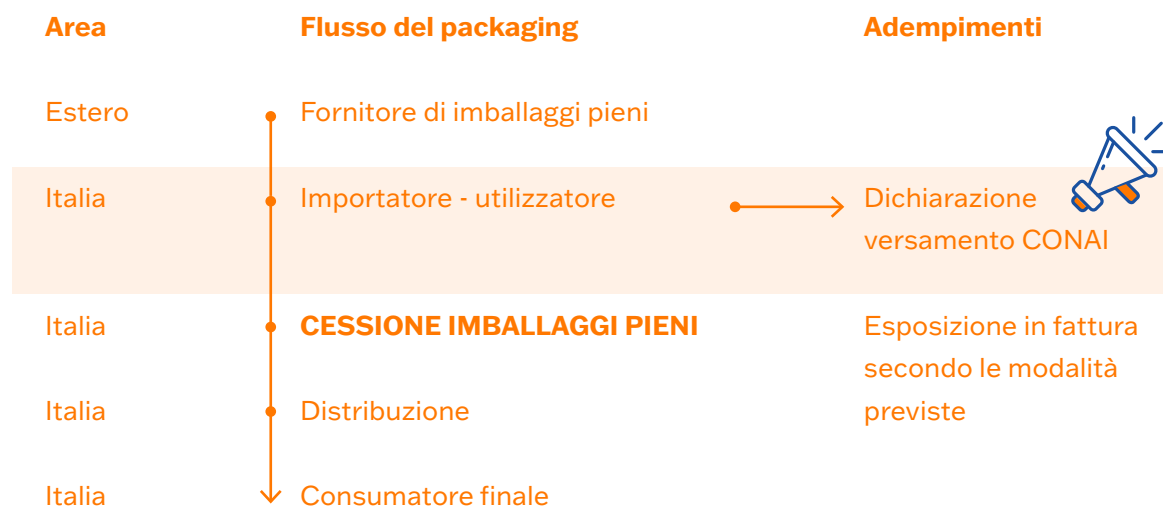 Area Flusso del packaging Adempimenti
Estero Fornitore di imballaggi pieni
Italia Importatore - utilizzatore Dichiarazione
versamento CONAI
Italia CESSIONE IMBALLAGGI PIENI Esposizione in fattura
secondo le modalità
Italia Distribuzione previste
Italia Consumatore finale